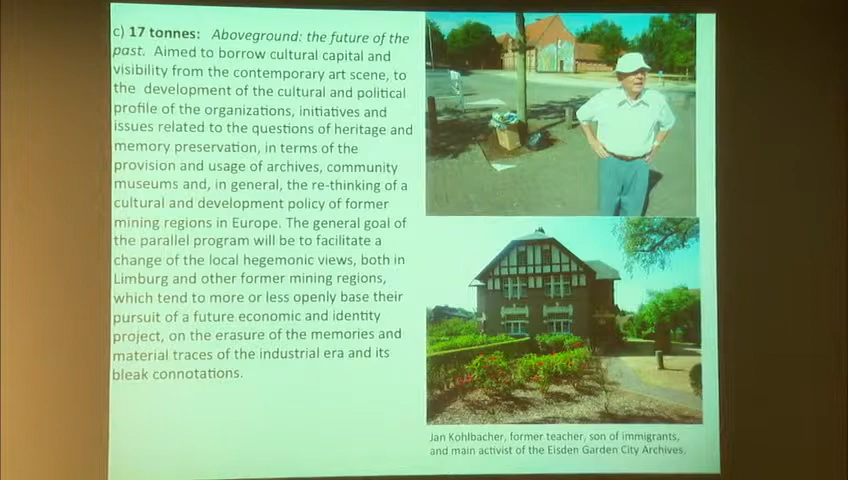 c) 17 tonnes: Aboveground: the future of the
past. Aimed to borrow cultural capital and
visibility from the contemporary art scene, to
the development of the cultural and political
profile of the organizations, initiatives and
issues related to the questions of heritage and
memory preservation, in terms of the
provision and usage of archives, community
museums and, in general, the re-thinking of a
cultural and development policy of former
mining regions in Europe. The general goal of
the parallel program will be to facilitate a
change of the local hegemonic views, both in
Limburg and other former mining regions,
which tend to more or less openly base their
pursuit of a future economic and identity
project, on the erasure of the memories and
material traces of the industrial era and its
bleak connotations.
Jan Kohlbacher, former teacher, son of immigrants,
and main activist of the Eisden Garden City Archives.